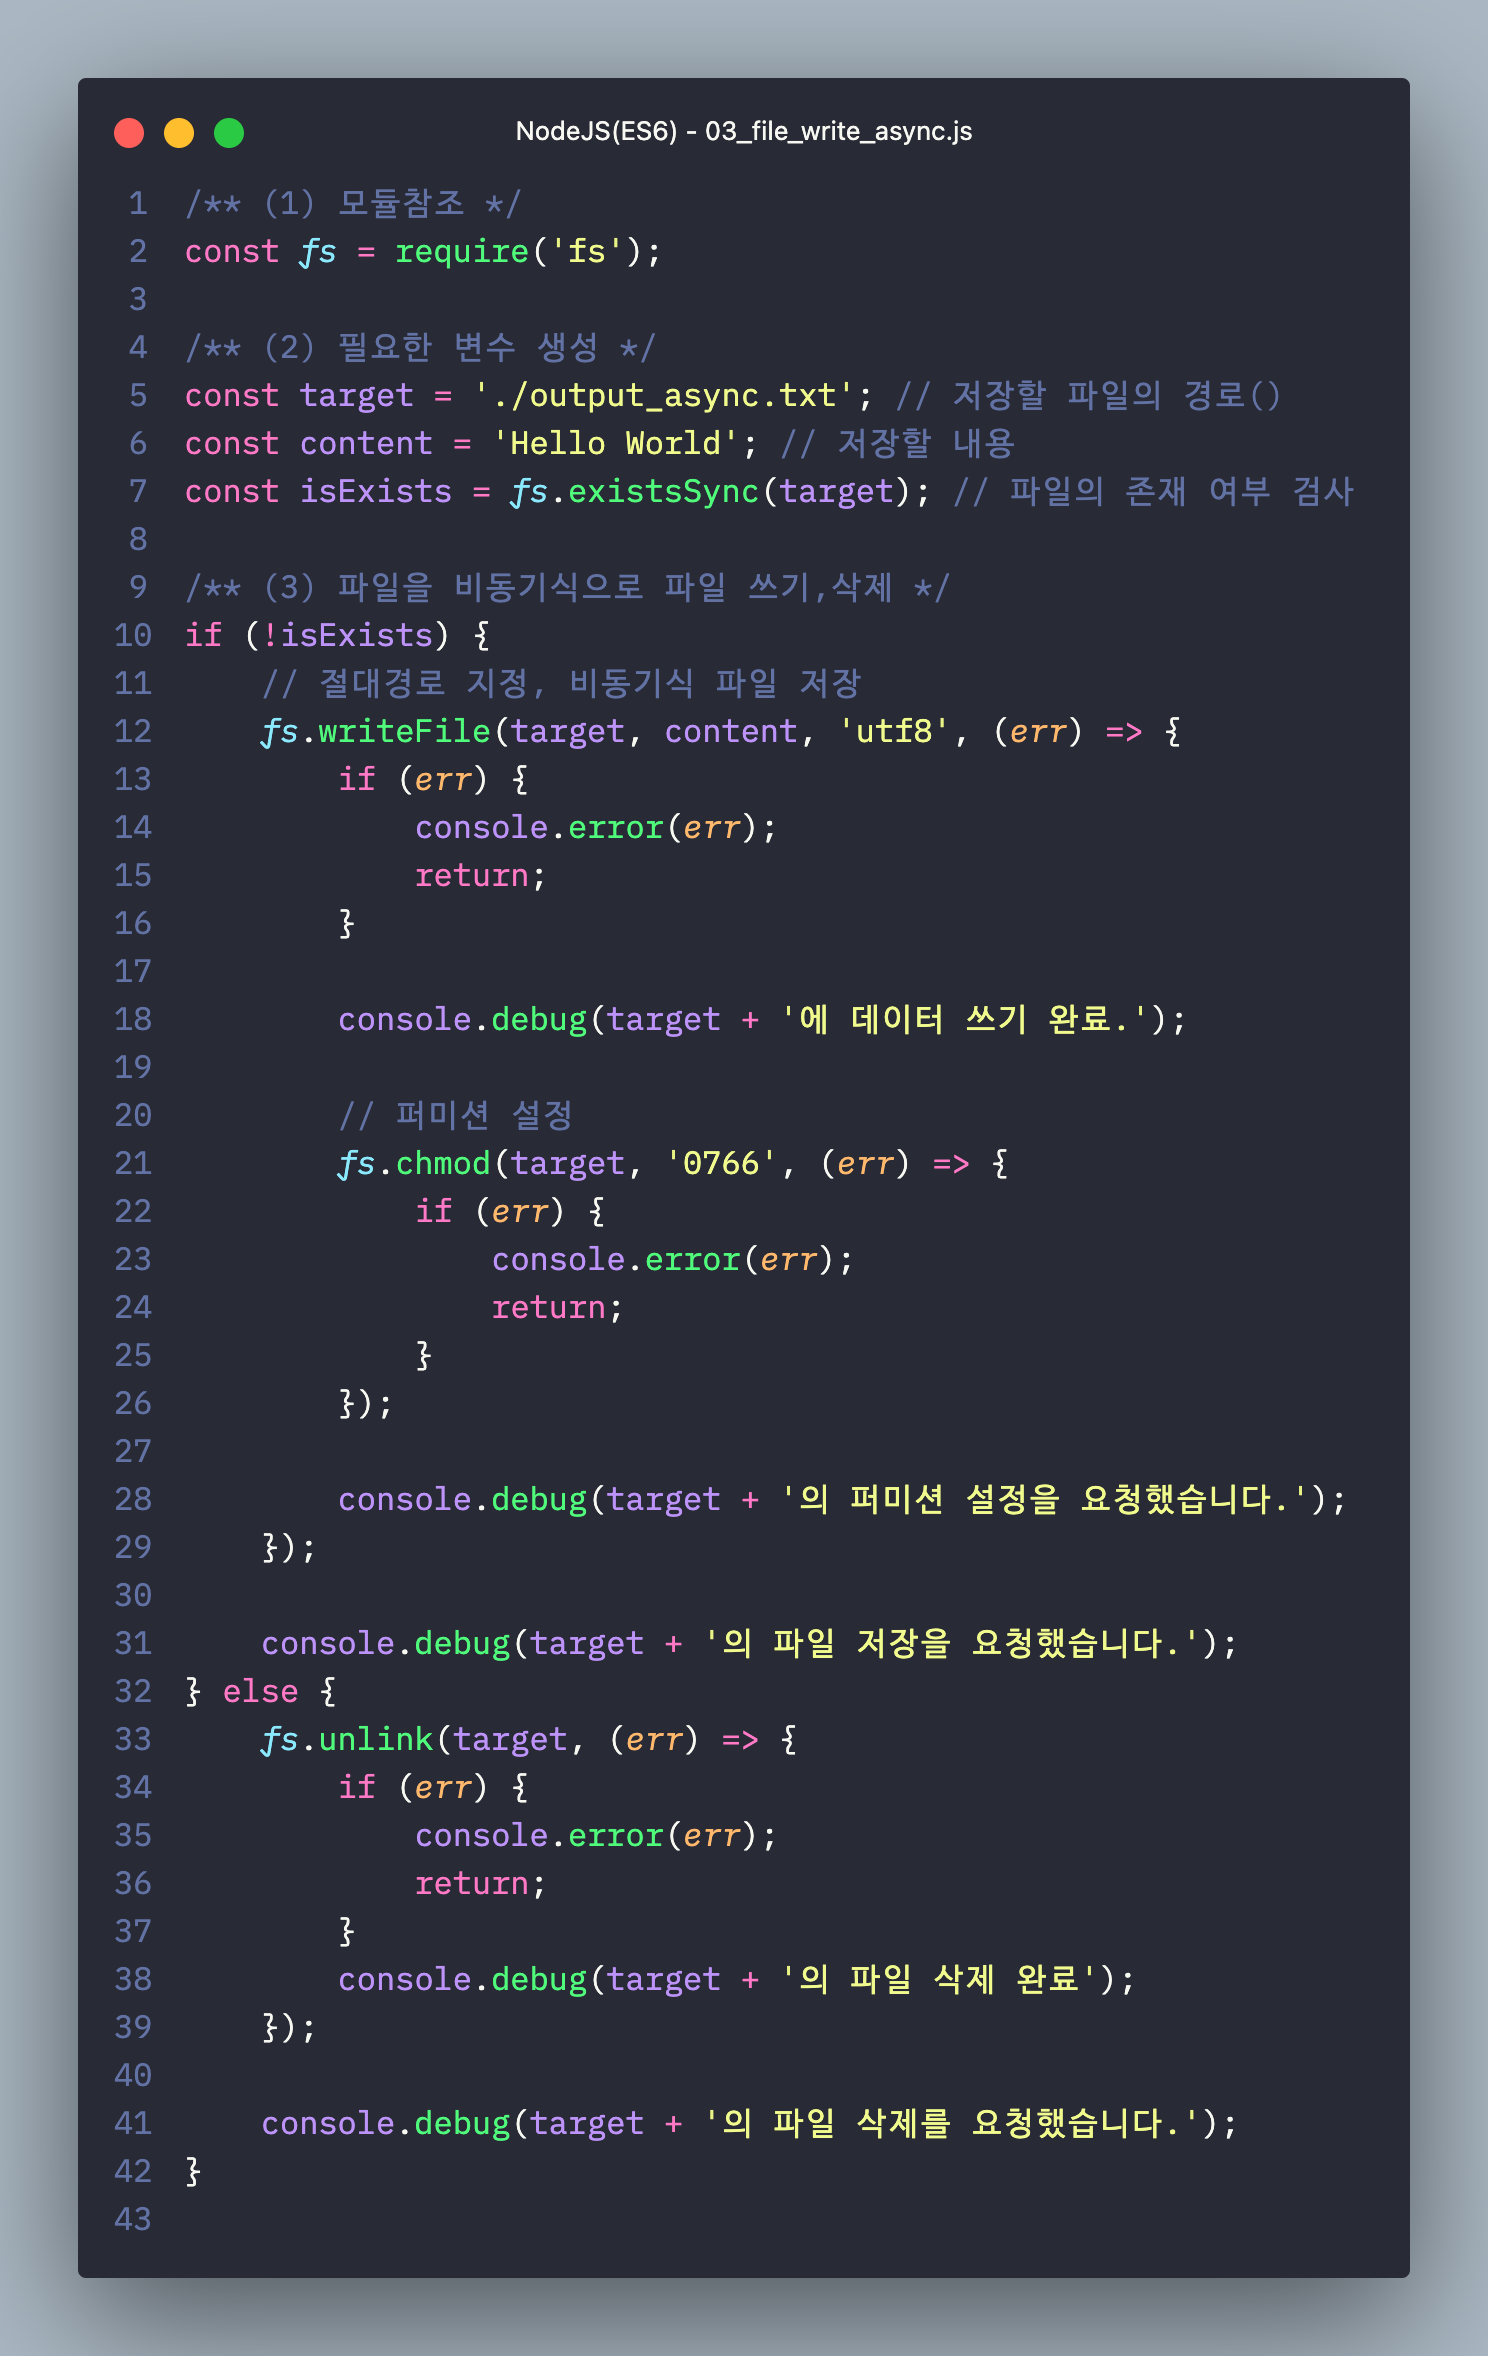 NodeJS(ES6) - 03_file_write_async.js
1 /** (1) 모듈참조 */
2 const fs = require('fs');
3
4 /** (2) 필요한 변수 생성 */
5 const target = './output_async.txt'; // 저장할 파일의 경로()
6 const content = 'Hello World'; // 저장할 내용
7 const isExists = fs.existsSync(target); // 파일의 존재 여부 검사
8
9 /** (3) 파일을 비동기식으로 파일 쓰기,삭제 */
10 if (!isExists) {
11     // 절대경로 지정, 비동기식 파일 저장
12     fs.writeFile(target, content, 'utf8', (err) => {
13         if (err) {
14             console.error(err);
15             return;
16         }
17
18         console.debug(target + '에 데이터 쓰기 완료.');
19
20         // 퍼미션 설정
21         fs.chmod(target, '0766', (err) => {
22             if (err) {
23                 console.error(err);
24                 return;
25             }
26         });
27
28         console.debug(target + '의 퍼미션 설정을 요청했습니다.');
29     });
30
31     console.debug(target + '의 파일 저장을 요청했습니다.');
32 } else {
33     fs.unlink(target, (err) => {
34         if (err) {
35             console.error(err);
36             return;
37         }
38         console.debug(target + '의 파일 삭제 완료');
39     });
40
41     console.debug(target + '의 파일 삭제를 요청했습니다.');
42 }
43